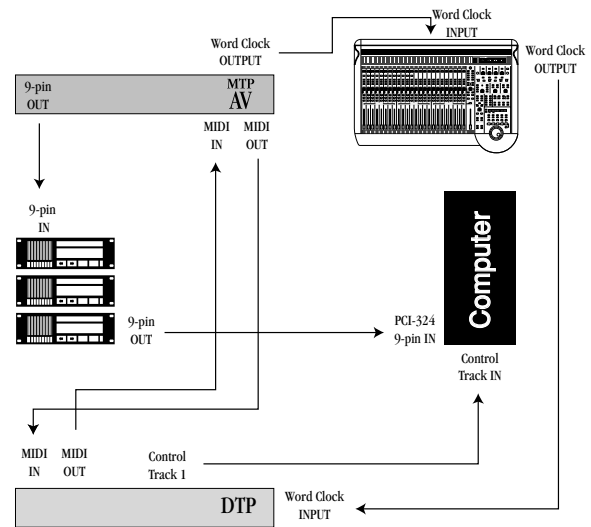 Word Clock
INPUT
Word Clock
OUTPUT
Word Clock
OUTPUT
9-pin
OUT
MTP
AV
MIDI
IN
MIDI
OUT
9-pin
IN
Computer
9-pin
OUT
PCI-324
9-pin IN
Control
Track IN
MIDI
IN
MIDI
OUT
Control
Track 1
DTP
Word Clock
INPUT